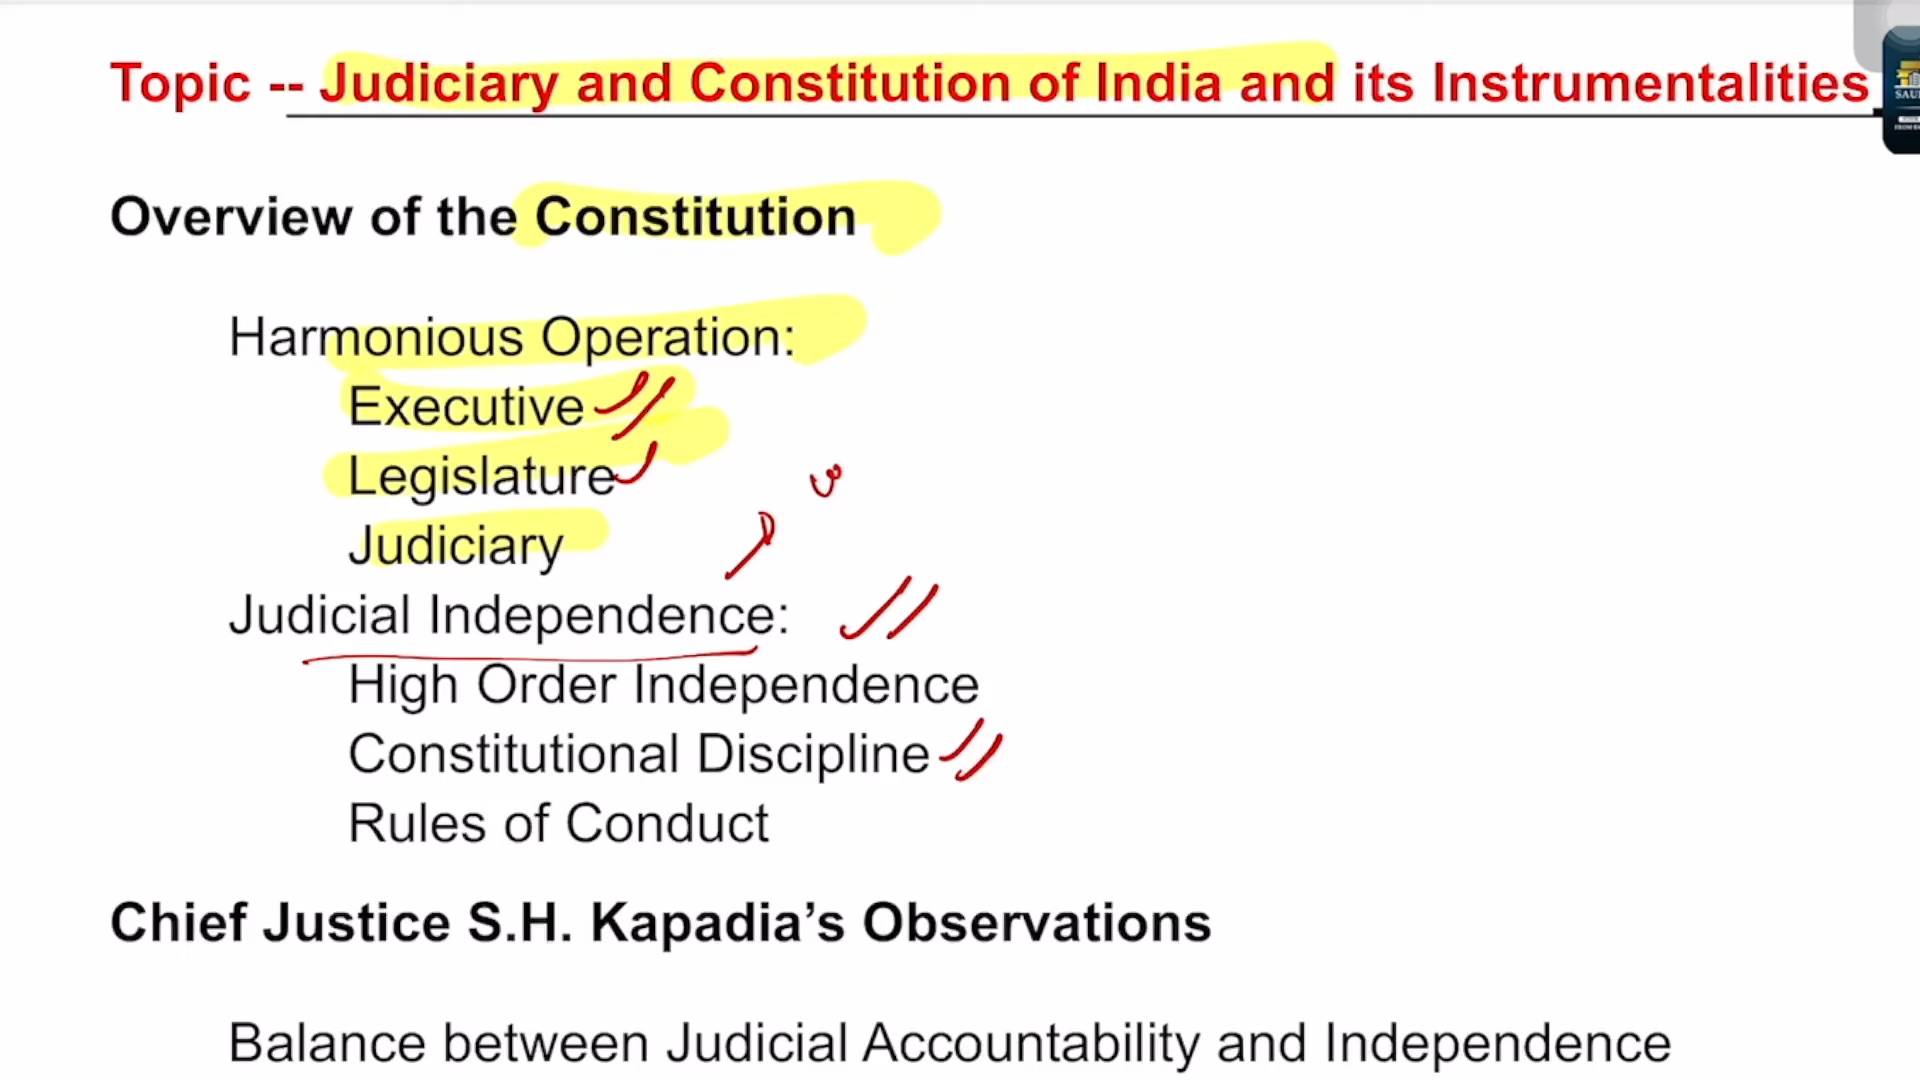 Topic -- Judiciary and Constitution of India and its Instrumentalities
Overview of the Constitution
Harmonious Operation:
Executive
Legislature
Judiciary
Judicial Independence:
High Order Independence
Constitutional Discipline
Rules of Conduct
Chief Justice S.H. Kapadia’s Observations
Balance between Judicial Accountability and Independence